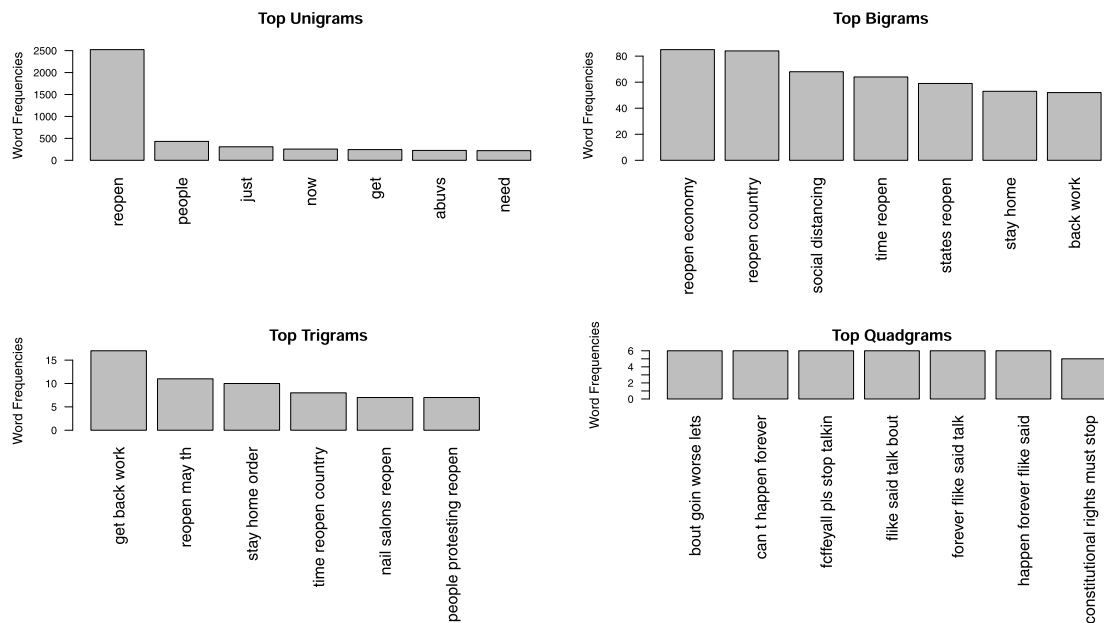 Top Unigrams
Word Frequencies
2500
2000
1500
1000
500
0
reopen
people
just
now
get
abuvs
need
Top Bigrams
Word Frequencies
80
60
40
20
0
reopen economy
reopen country
social distancing
time reopen
states reopen
stay home
back work
Top Trigrams
Word Frequencies
15
10
5
0
get back work
reopen may th
stay home order
time reopen country
nail salons reopen
people protesting reopen
Top Quadgrams
Word Frequencies
6
4
2
0
bout goin worse lets
can t happen forever
fcffeyall pls stop talkin
flike said talk bout
forever flike said talk
happen forever flike said
constitutional rights must stop